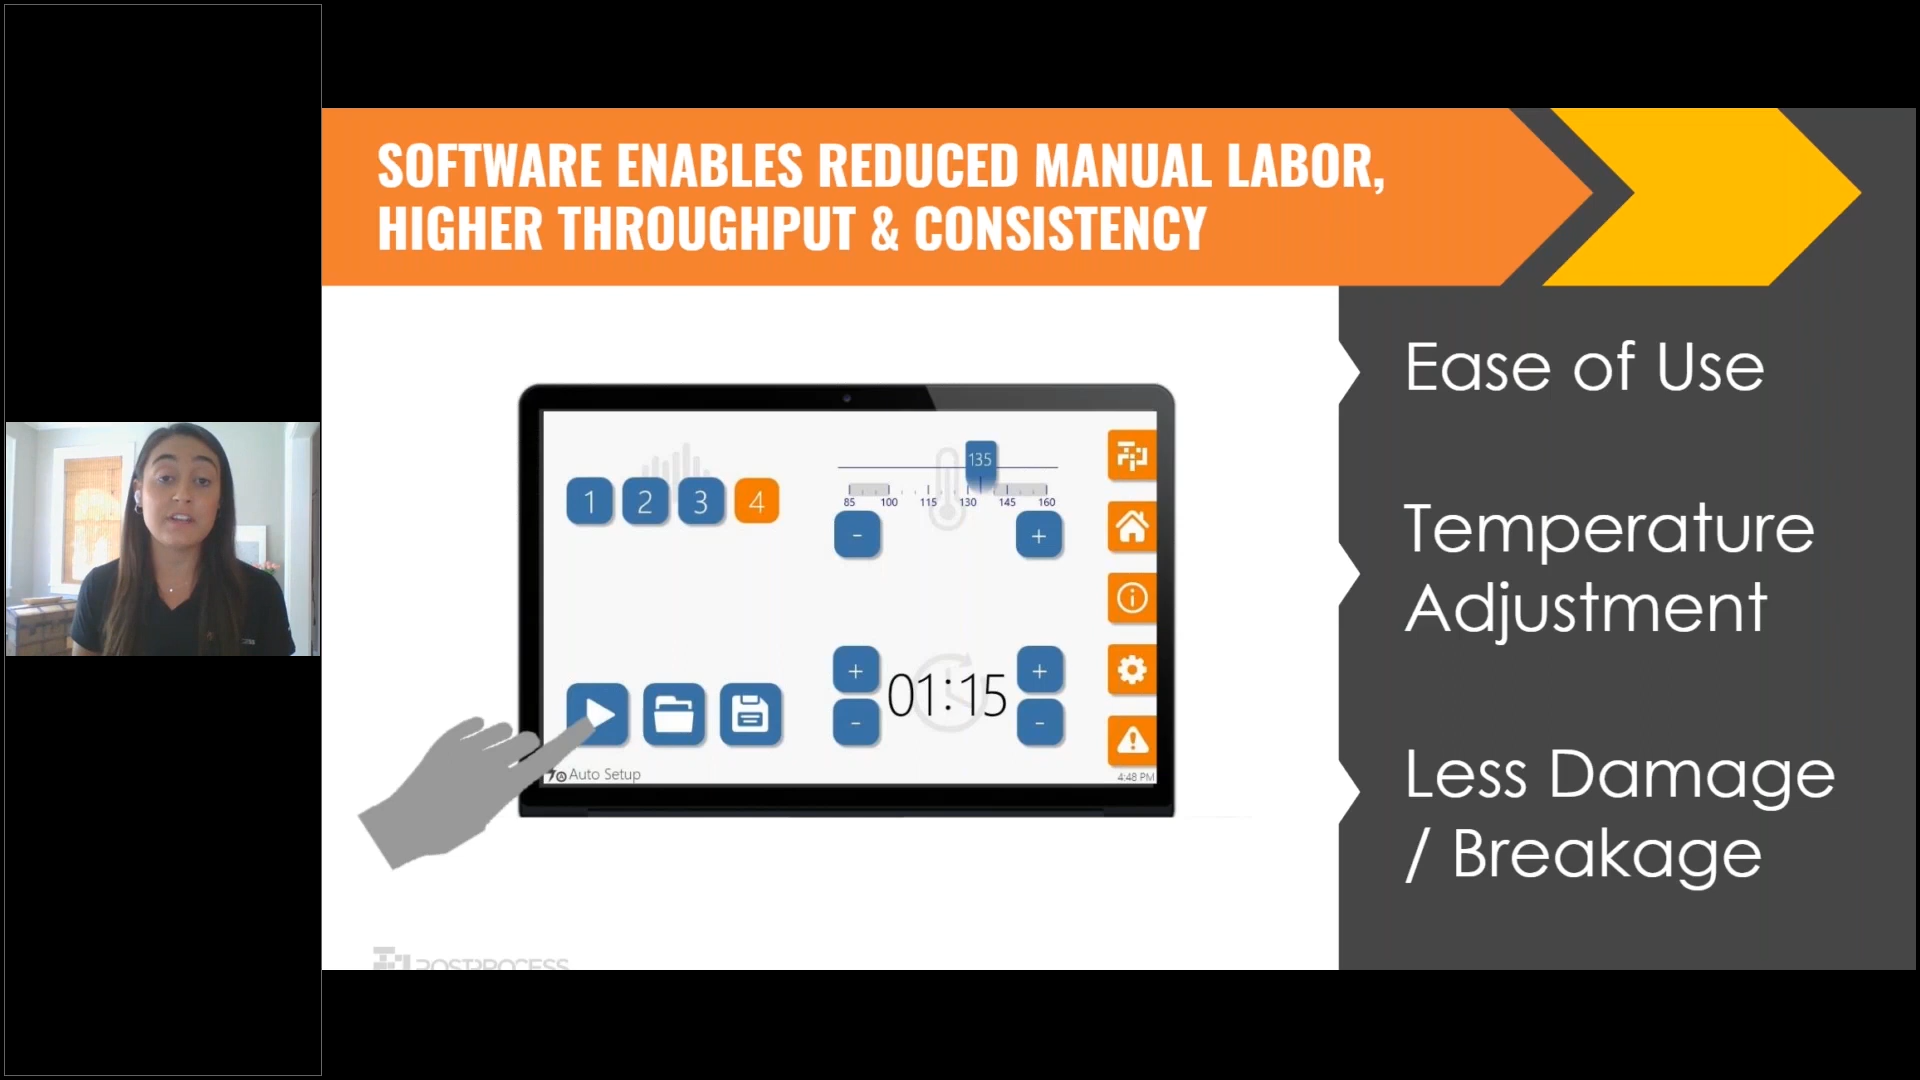 SOFTWARE ENABLES REDUCED MANUAL LABOR,
HIGHER THROUGHPUT & CONSISTENCY
1 2 3 4
135
85 100 115 130 145 160
- +
+ 01:15 +
- -
Auto Setup
4:48 PM
Ease of Use
Temperature
Adjustment
Less Damage
/ Breakage
POSTPROCESS